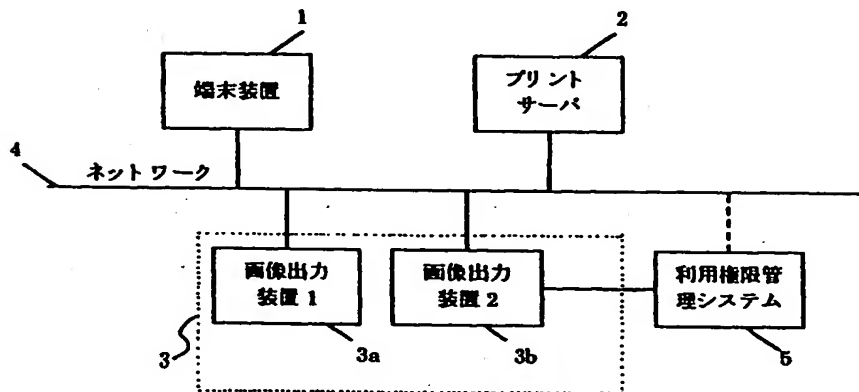 1
2
端末装置
プリント
サーバ
4
ネットワーク
画像出力
装置 1
画像出力
装置 2
利用権限管
理システム
3
3a
3b
5